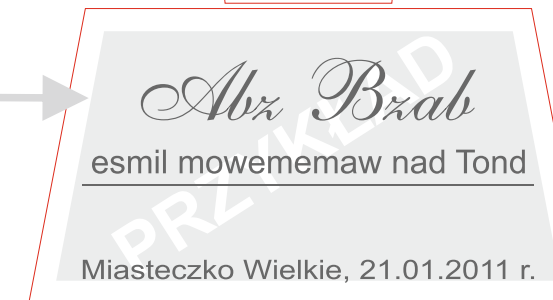 Abz Bzab
esmil mowememaw nad Tond
Miasteczko Wielkie, 21.01.2011 r.
PRZYKŁAD